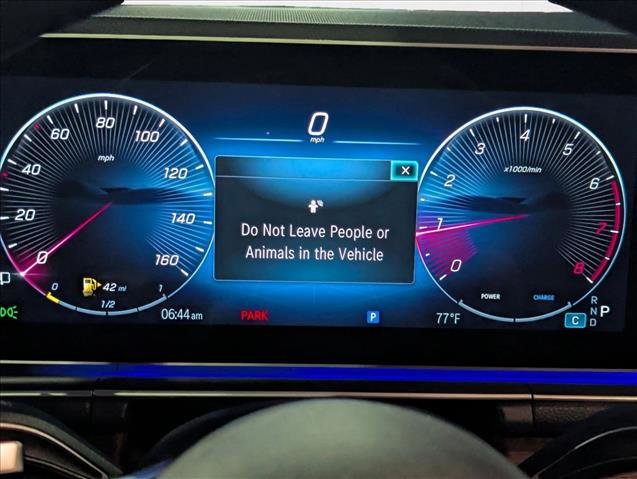 0
mph
60 80 100
40 mph 120
20 140
0 160
4
3 5
x1000/min
2 6
1 7
0 8
Do Not Leave People or
Animals in the Vehicle
POWER CHARGE
0 42 mi 1
1/2
06:44 am PARK P 77°F C
R
N P
D